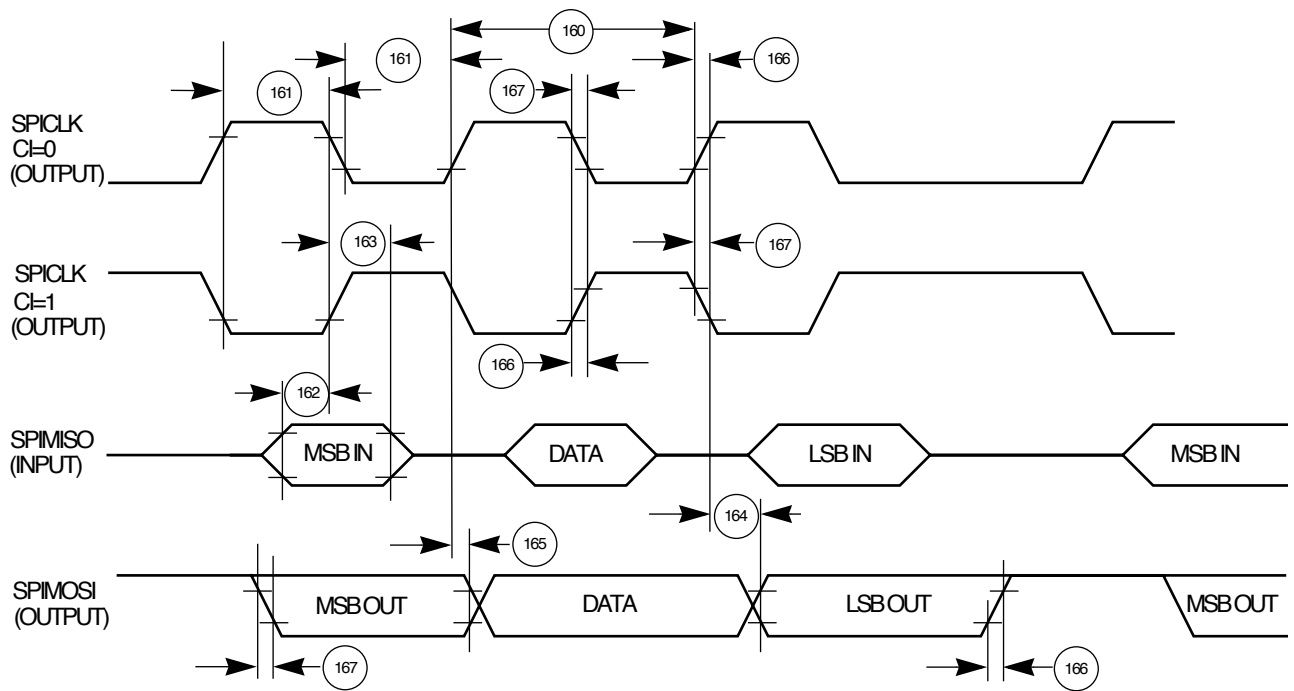 160
161
166
161
167
SPICLK
CI=0
(OUTPUT)
163
167
SPICLK
CI=1
(OUTPUT)
166
162
SPIMISO
(INPUT)
MSB IN
DATA
LSB IN
MSB IN
164
165
SPIMOSI
(OUTPUT)
MSB OUT
DATA
LSB OUT
MSB OUT
167
166